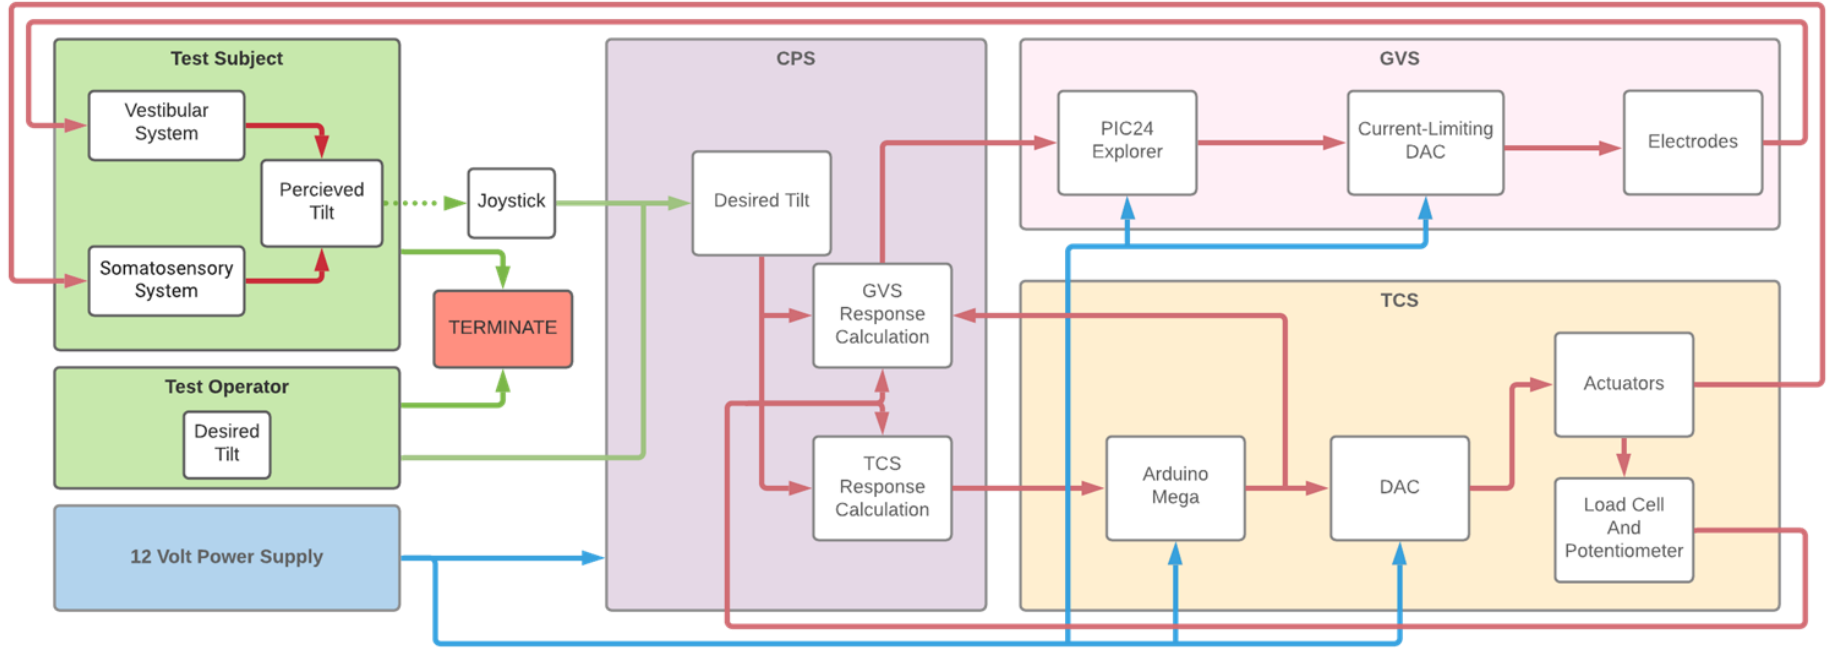 Test Subject
Vestibular
System
Percieved
Tilt
Somatosensory
System
Joystick
TERMINATE
Test Operator
Desired
Tilt
12 Volt Power Supply
CPS
Desired Tilt
GVS
Response
Calculation
TCS
Response
Calculation
GVS
PIC24
Explorer
Current-Limiting
DAC
Electrodes
TCS
Actuators
Arduino
Mega
DAC
Load Cell
And
Potentiometer